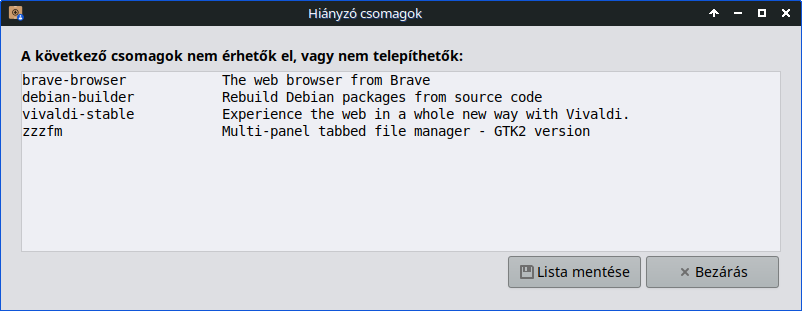 Hiányzó csomagok
A következő csomagok nem érhetők el, vagy nem telepíthetők:
brave-browser The web browser from Brave
debian-builder Rebuild Debian packages from source code
vivaldi-stable Experience the web in a whole new way with Vivaldi.
zzzfm Multi-panel tabbed file manager - GTK2 version
Lista mentése
Bezárás